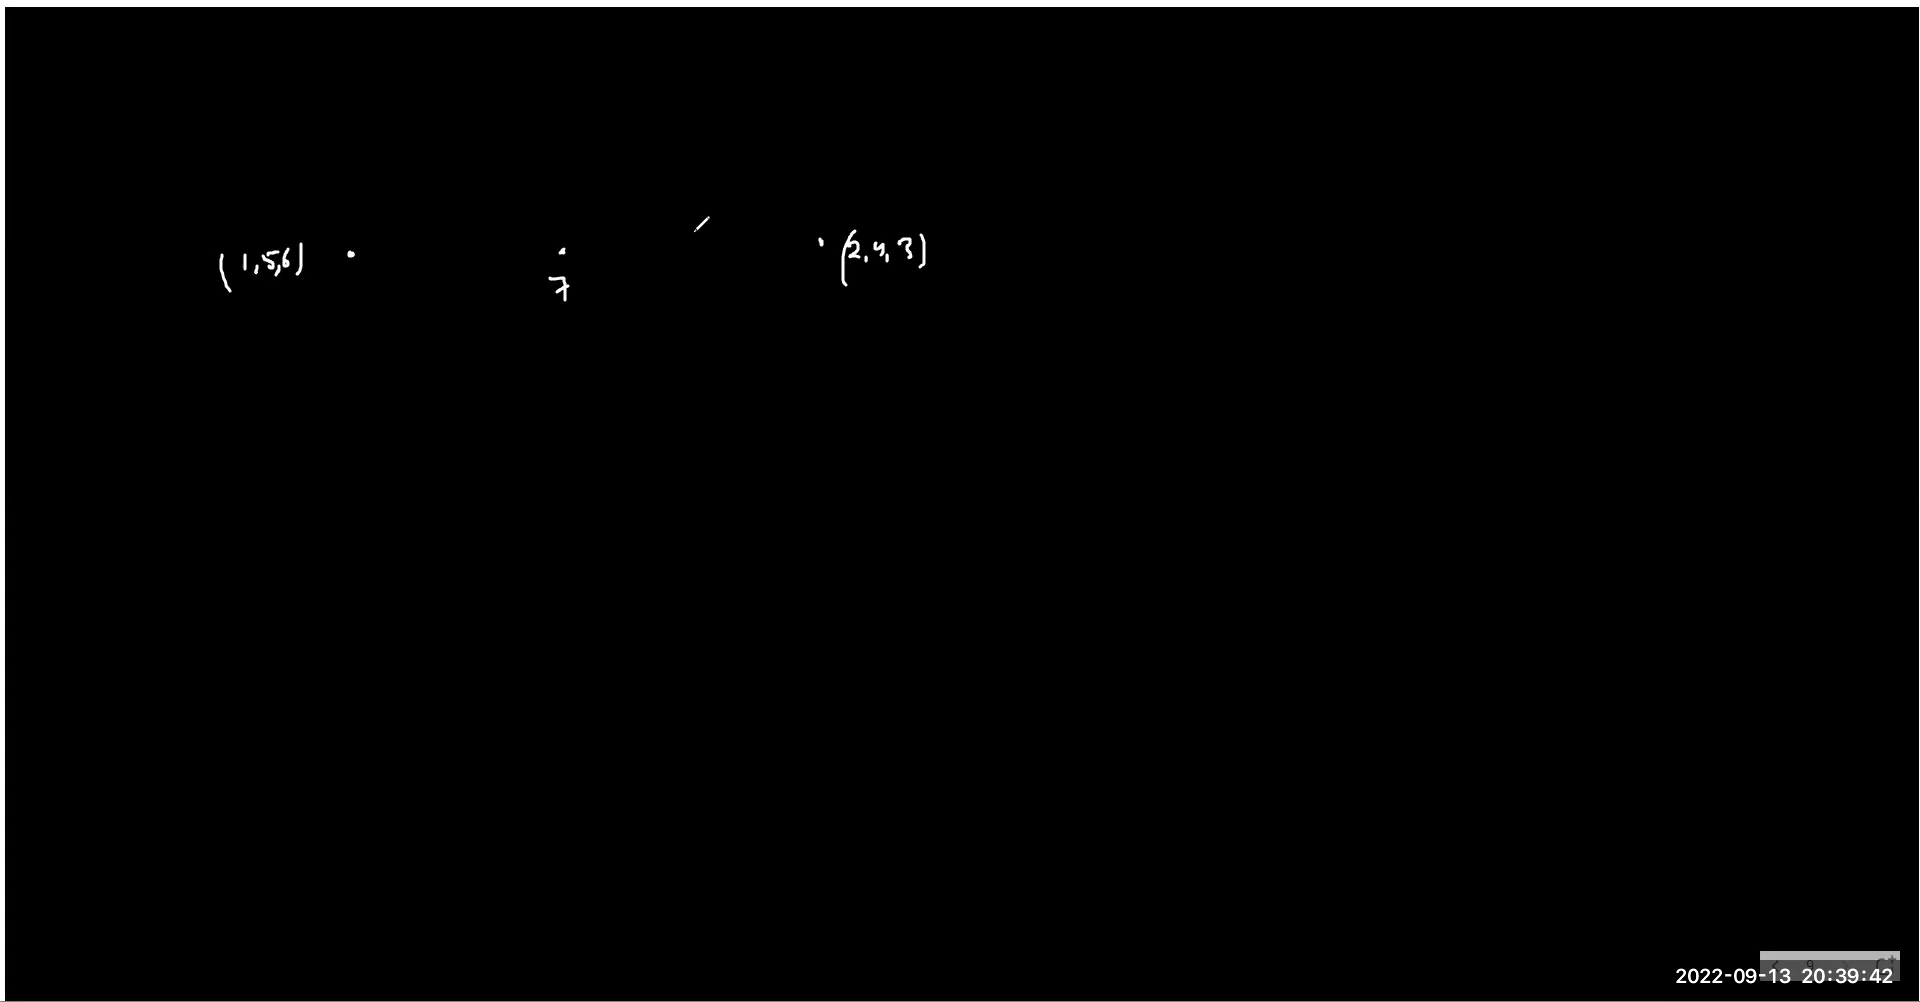 (1,5,6) . . . (2,4,3)
7
2022-09-13 20:39:42